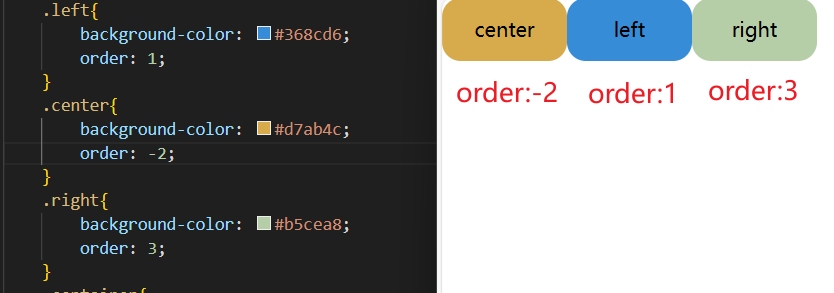 .left{
background-color: #368cd6;
order: 1;
}
.center{
background-color: #d7ab4c;
order: -2;
}
.right{
background-color: #b5cea8;
order: 3;
}
.container{
center left right
order:-2 order:1 order:3